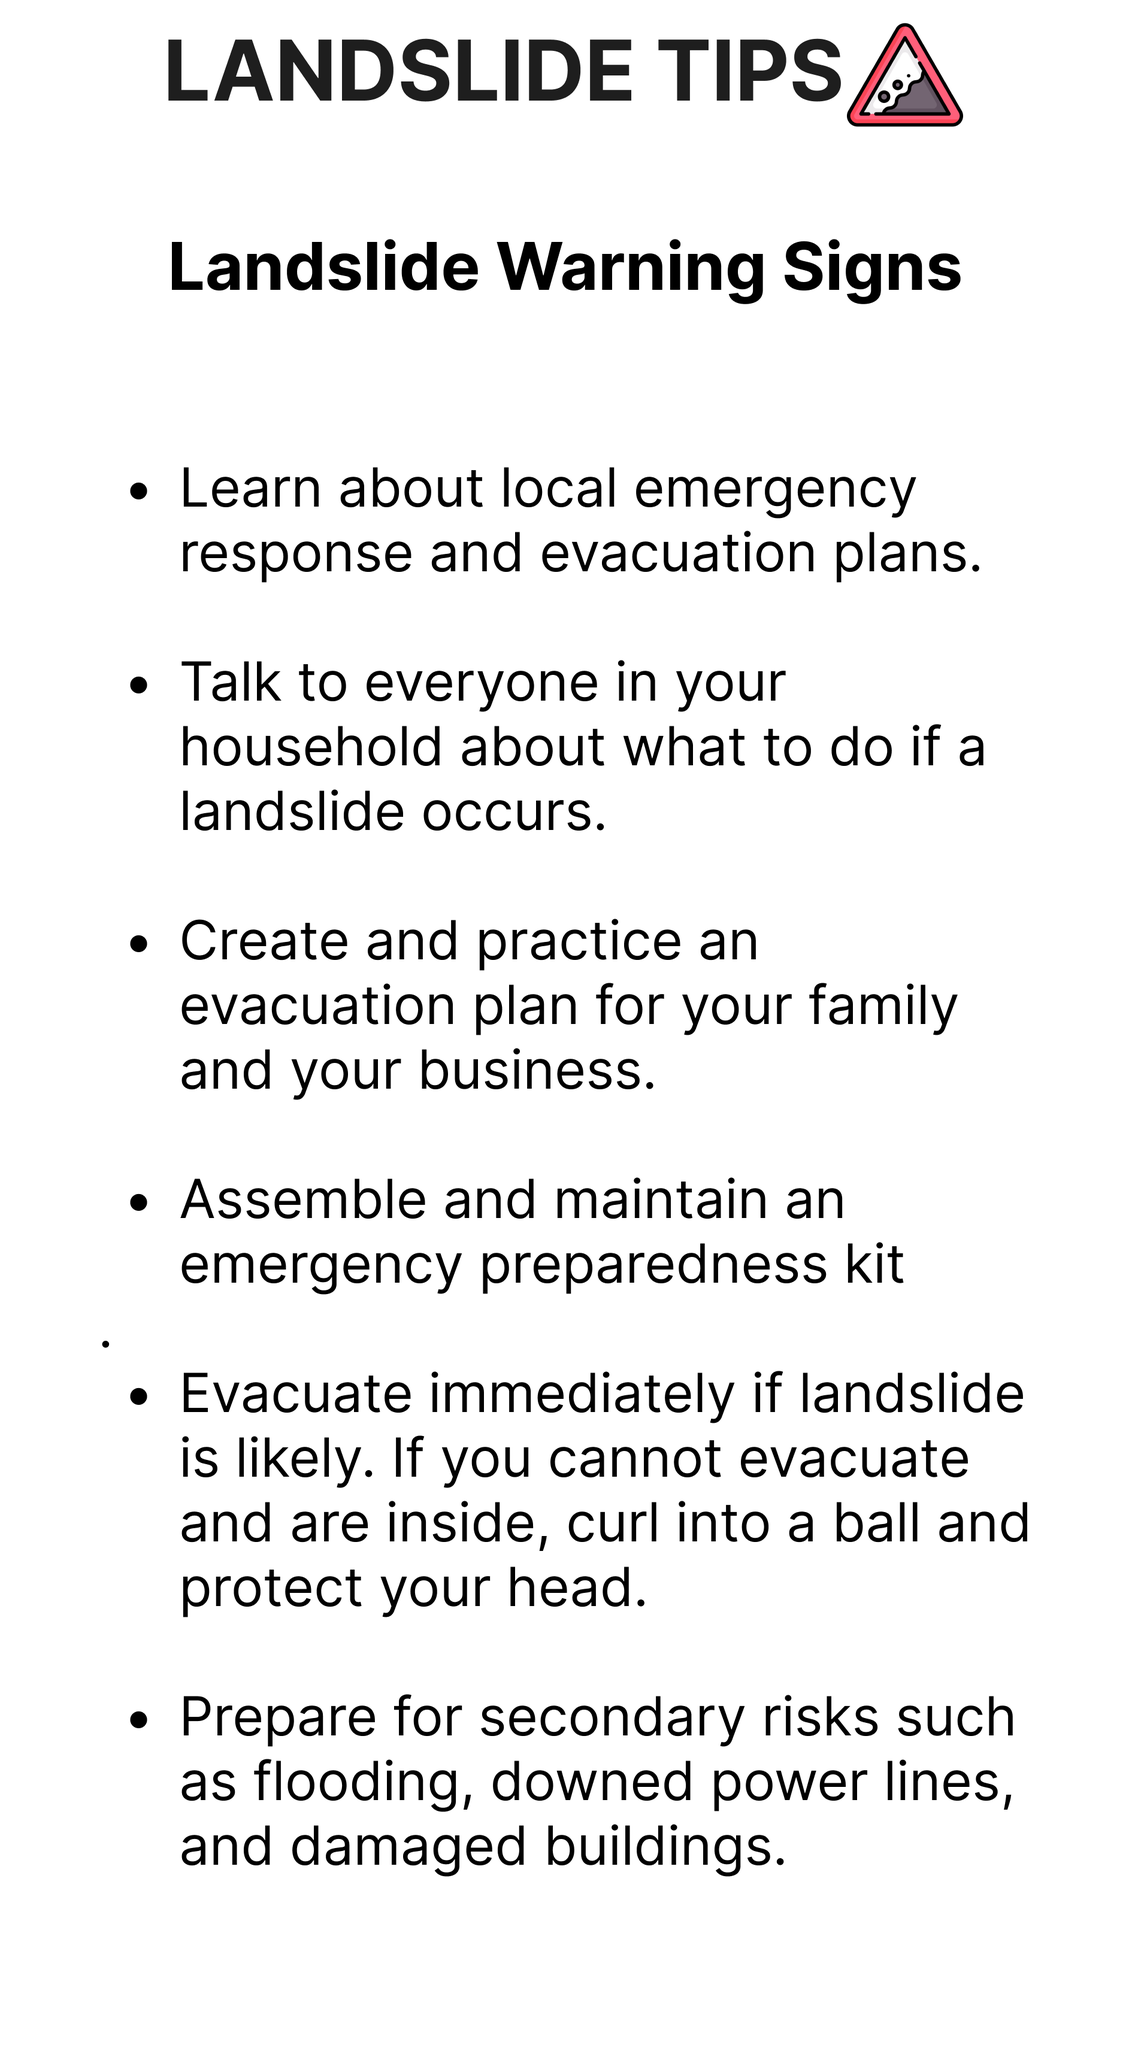 LANDSLIDE TIPS
Landslide Warning Signs
• Learn about local emergency
response and evacuation plans.
• Talk to everyone in your
household about what to do if a
landslide occurs.
• Create and practice an
evacuation plan for your family
and your business.
• Assemble and maintain an
emergency preparedness kit
.
• Evacuate immediately if landslide
is likely. If you cannot evacuate
and are inside, curl into a ball and
protect your head.
• Prepare for secondary risks such
as flooding, downed power lines,
and damaged buildings.